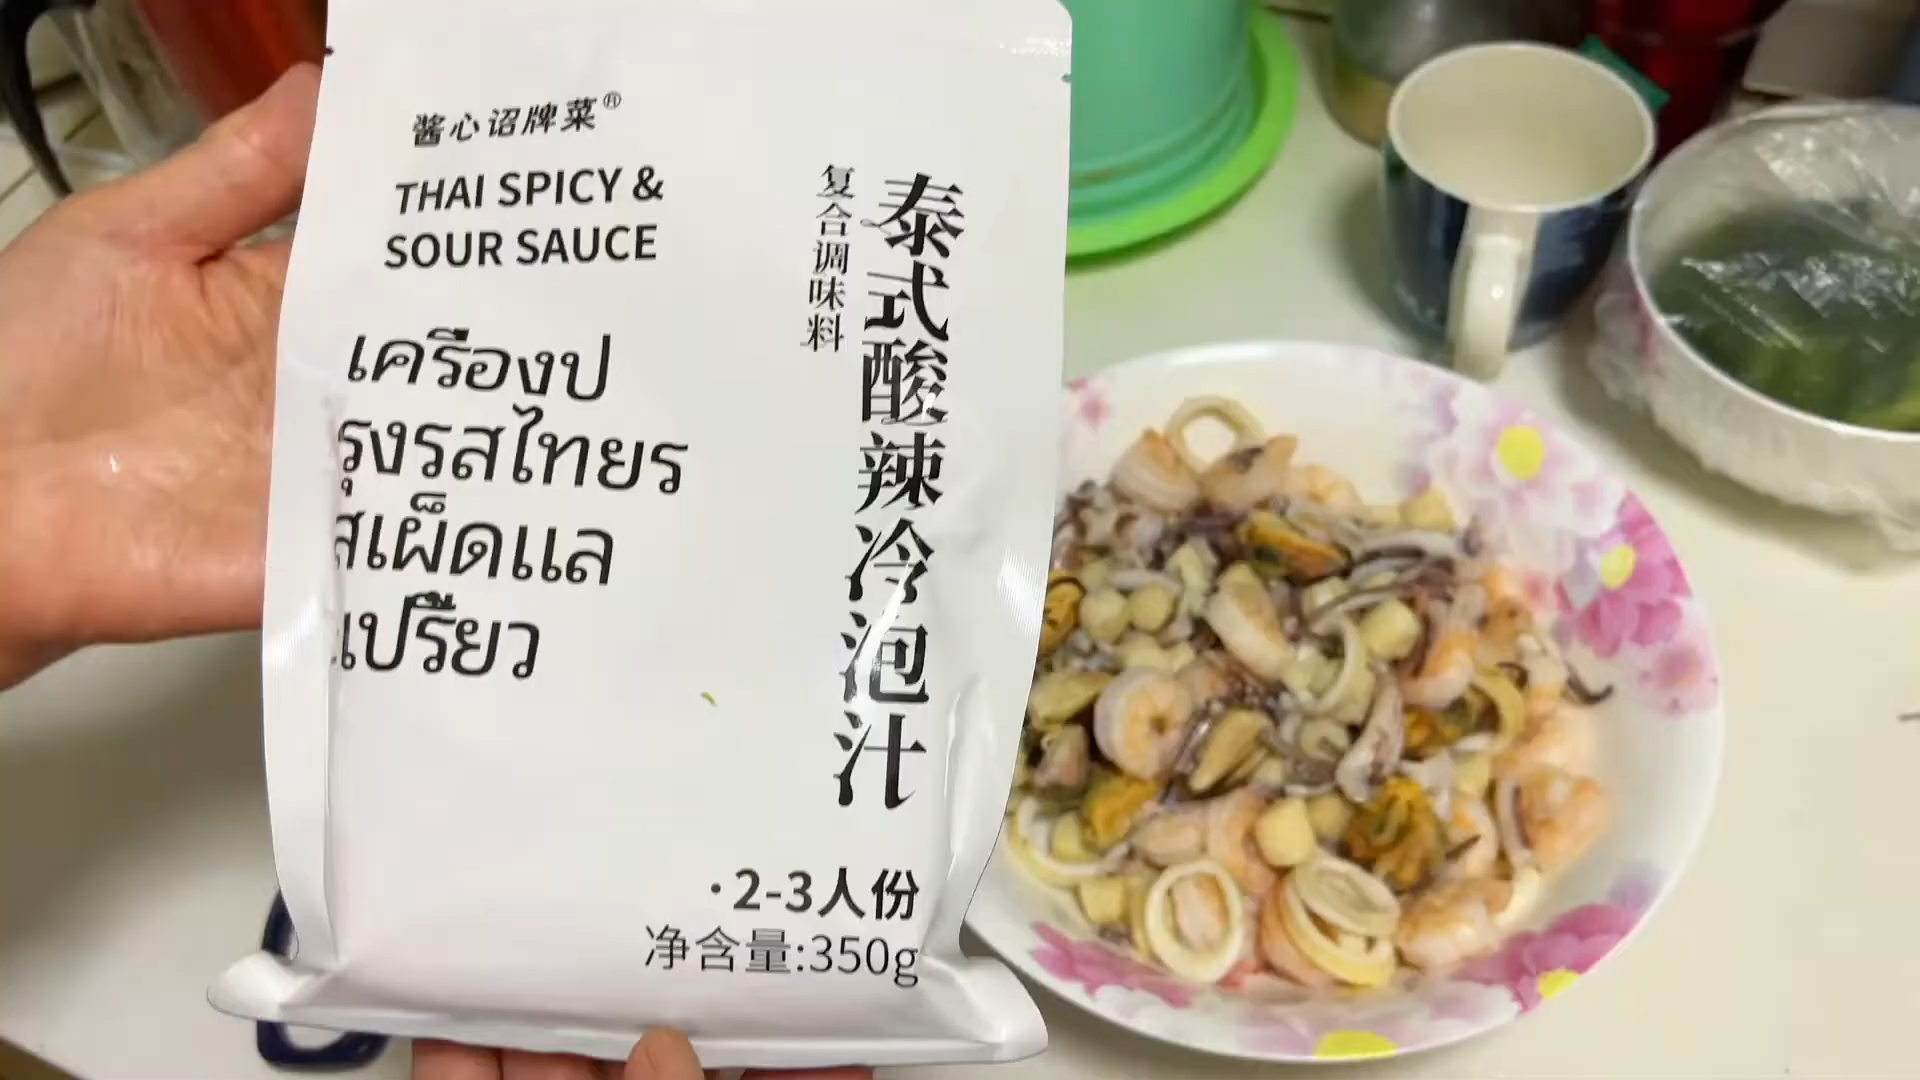 酱心诏牌菜®
THAI SPICY &
SOUR SAUCE
เครื่องป
รุงรสไทยร
สเผ็ดแล
เปรี๊ยว
泰式酸辣冷泡汁
复合调味料
·2-3人份
净含量:350g